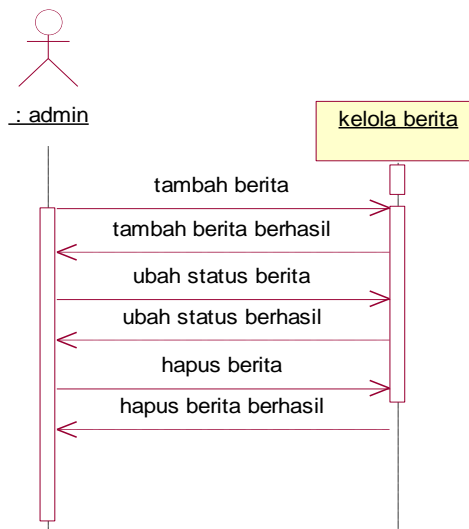 : admin
kelola berita
tambah berita
tambah berita berhasil
ubah status berita
ubah status berhasil
hapus berita
hapus berita berhasil